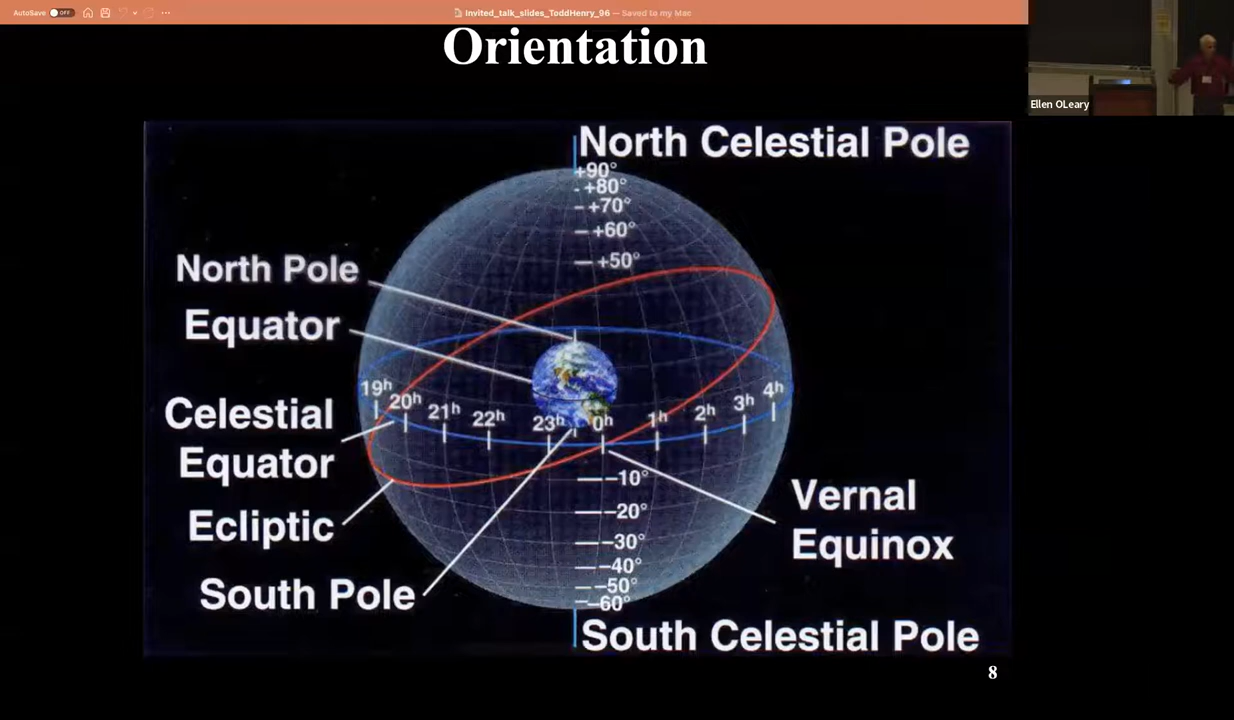 AutoSave OFF
Invited_talk_slides_ToddHenry_96 — Saved to my Mac
Orientation
Ellen OLeary
North Celestial Pole
+90°
+80°
+70°
+60°
+50°
North Pole
Equator
19h 20h 21h 22h 23h 0h 1h 2h 3h 4h
Celestial
Equator
Ecliptic
South Pole
−10°
−20°
−30°
−40°
−50°
−60°
Vernal
Equinox
South Celestial Pole
8